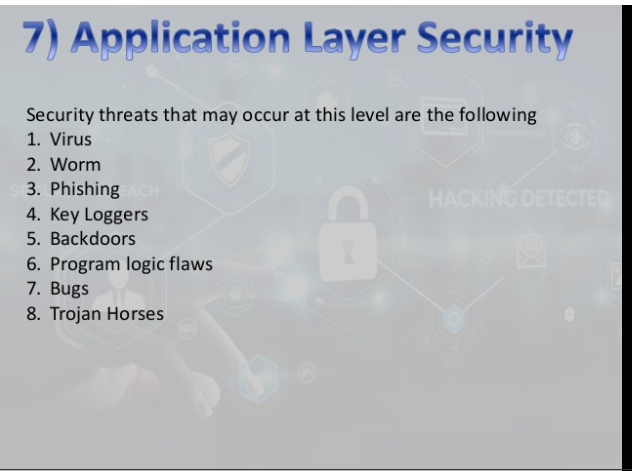 7) Application Layer Security
Security threats that may occur at this level are the following
1. Virus
2. Worm
3. Phishing
4. Key Loggers
5. Backdoors
6. Program logic flaws
7. Bugs
8. Trojan Horses
HACKING DETECTED